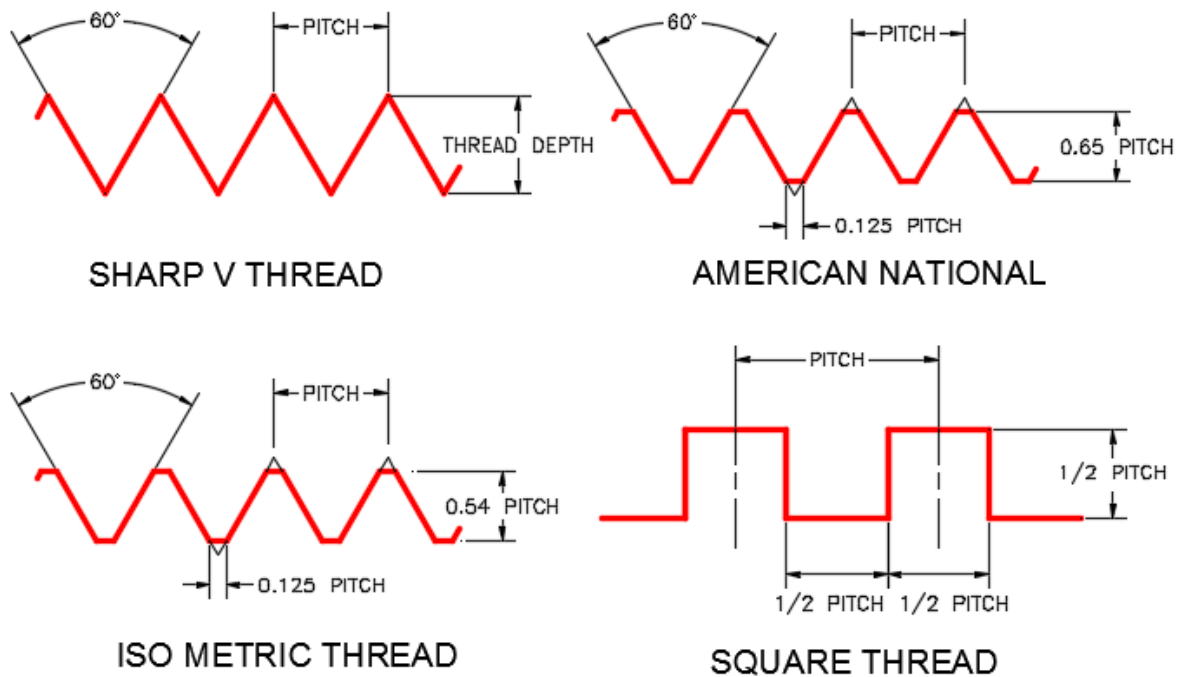 60°
PITCH
THREAD DEPTH
SHARP V THREAD
60°
PITCH
0.65 PITCH
0.125 PITCH
AMERICAN NATIONAL
60°
PITCH
0.54 PITCH
0.125 PITCH
ISO METRIC THREAD
PITCH
1/2 PITCH
1/2 PITCH
1/2 PITCH
SQUARE THREAD